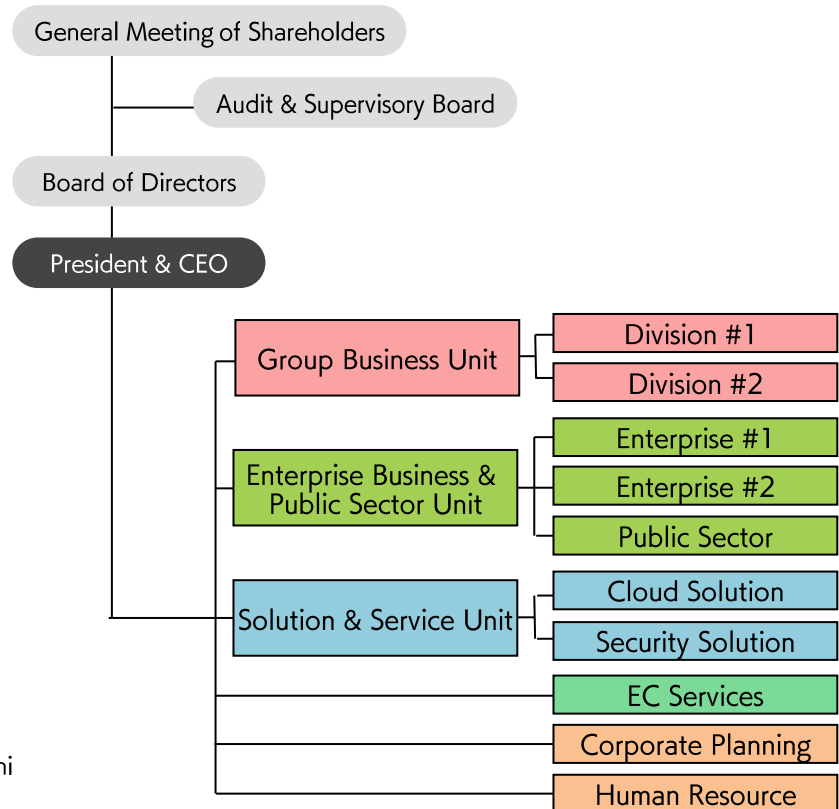 General Meeting of Shareholders
Audit & Supervisory Board
Board of Directors
President & CEO
Group Business Unit
Division #1
Division #2
Enterprise Business &
Public Sector Unit
Enterprise #1
Enterprise #2
Public Sector
Solution & Service Unit
Cloud Solution
Security Solution
EC Services
Corporate Planning
ni
Human Resource